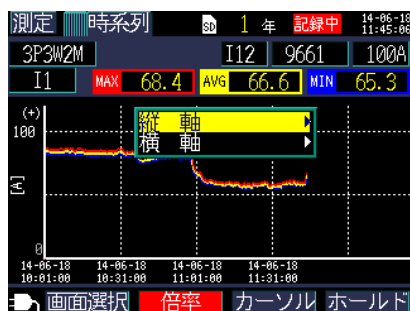 測定 時系列 SD 1 年 記録中 14-06-18 11:45:06
3P3W2M I12 9661 100A
I1 MAX 68.4 AVG 66.6 MIN 65.3
(+)
100
縦 軸
横 軸
[A]
0
14-06-18 14-06-18 14-06-18 14-06-18
10:01:00 10:31:00 11:01:00 11:31:00
画面選択 倍率 カーソル ホールド